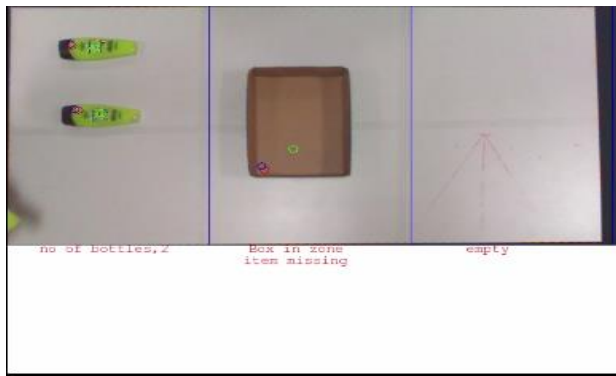 no of bottles,2
Box in zone
item missing
empty